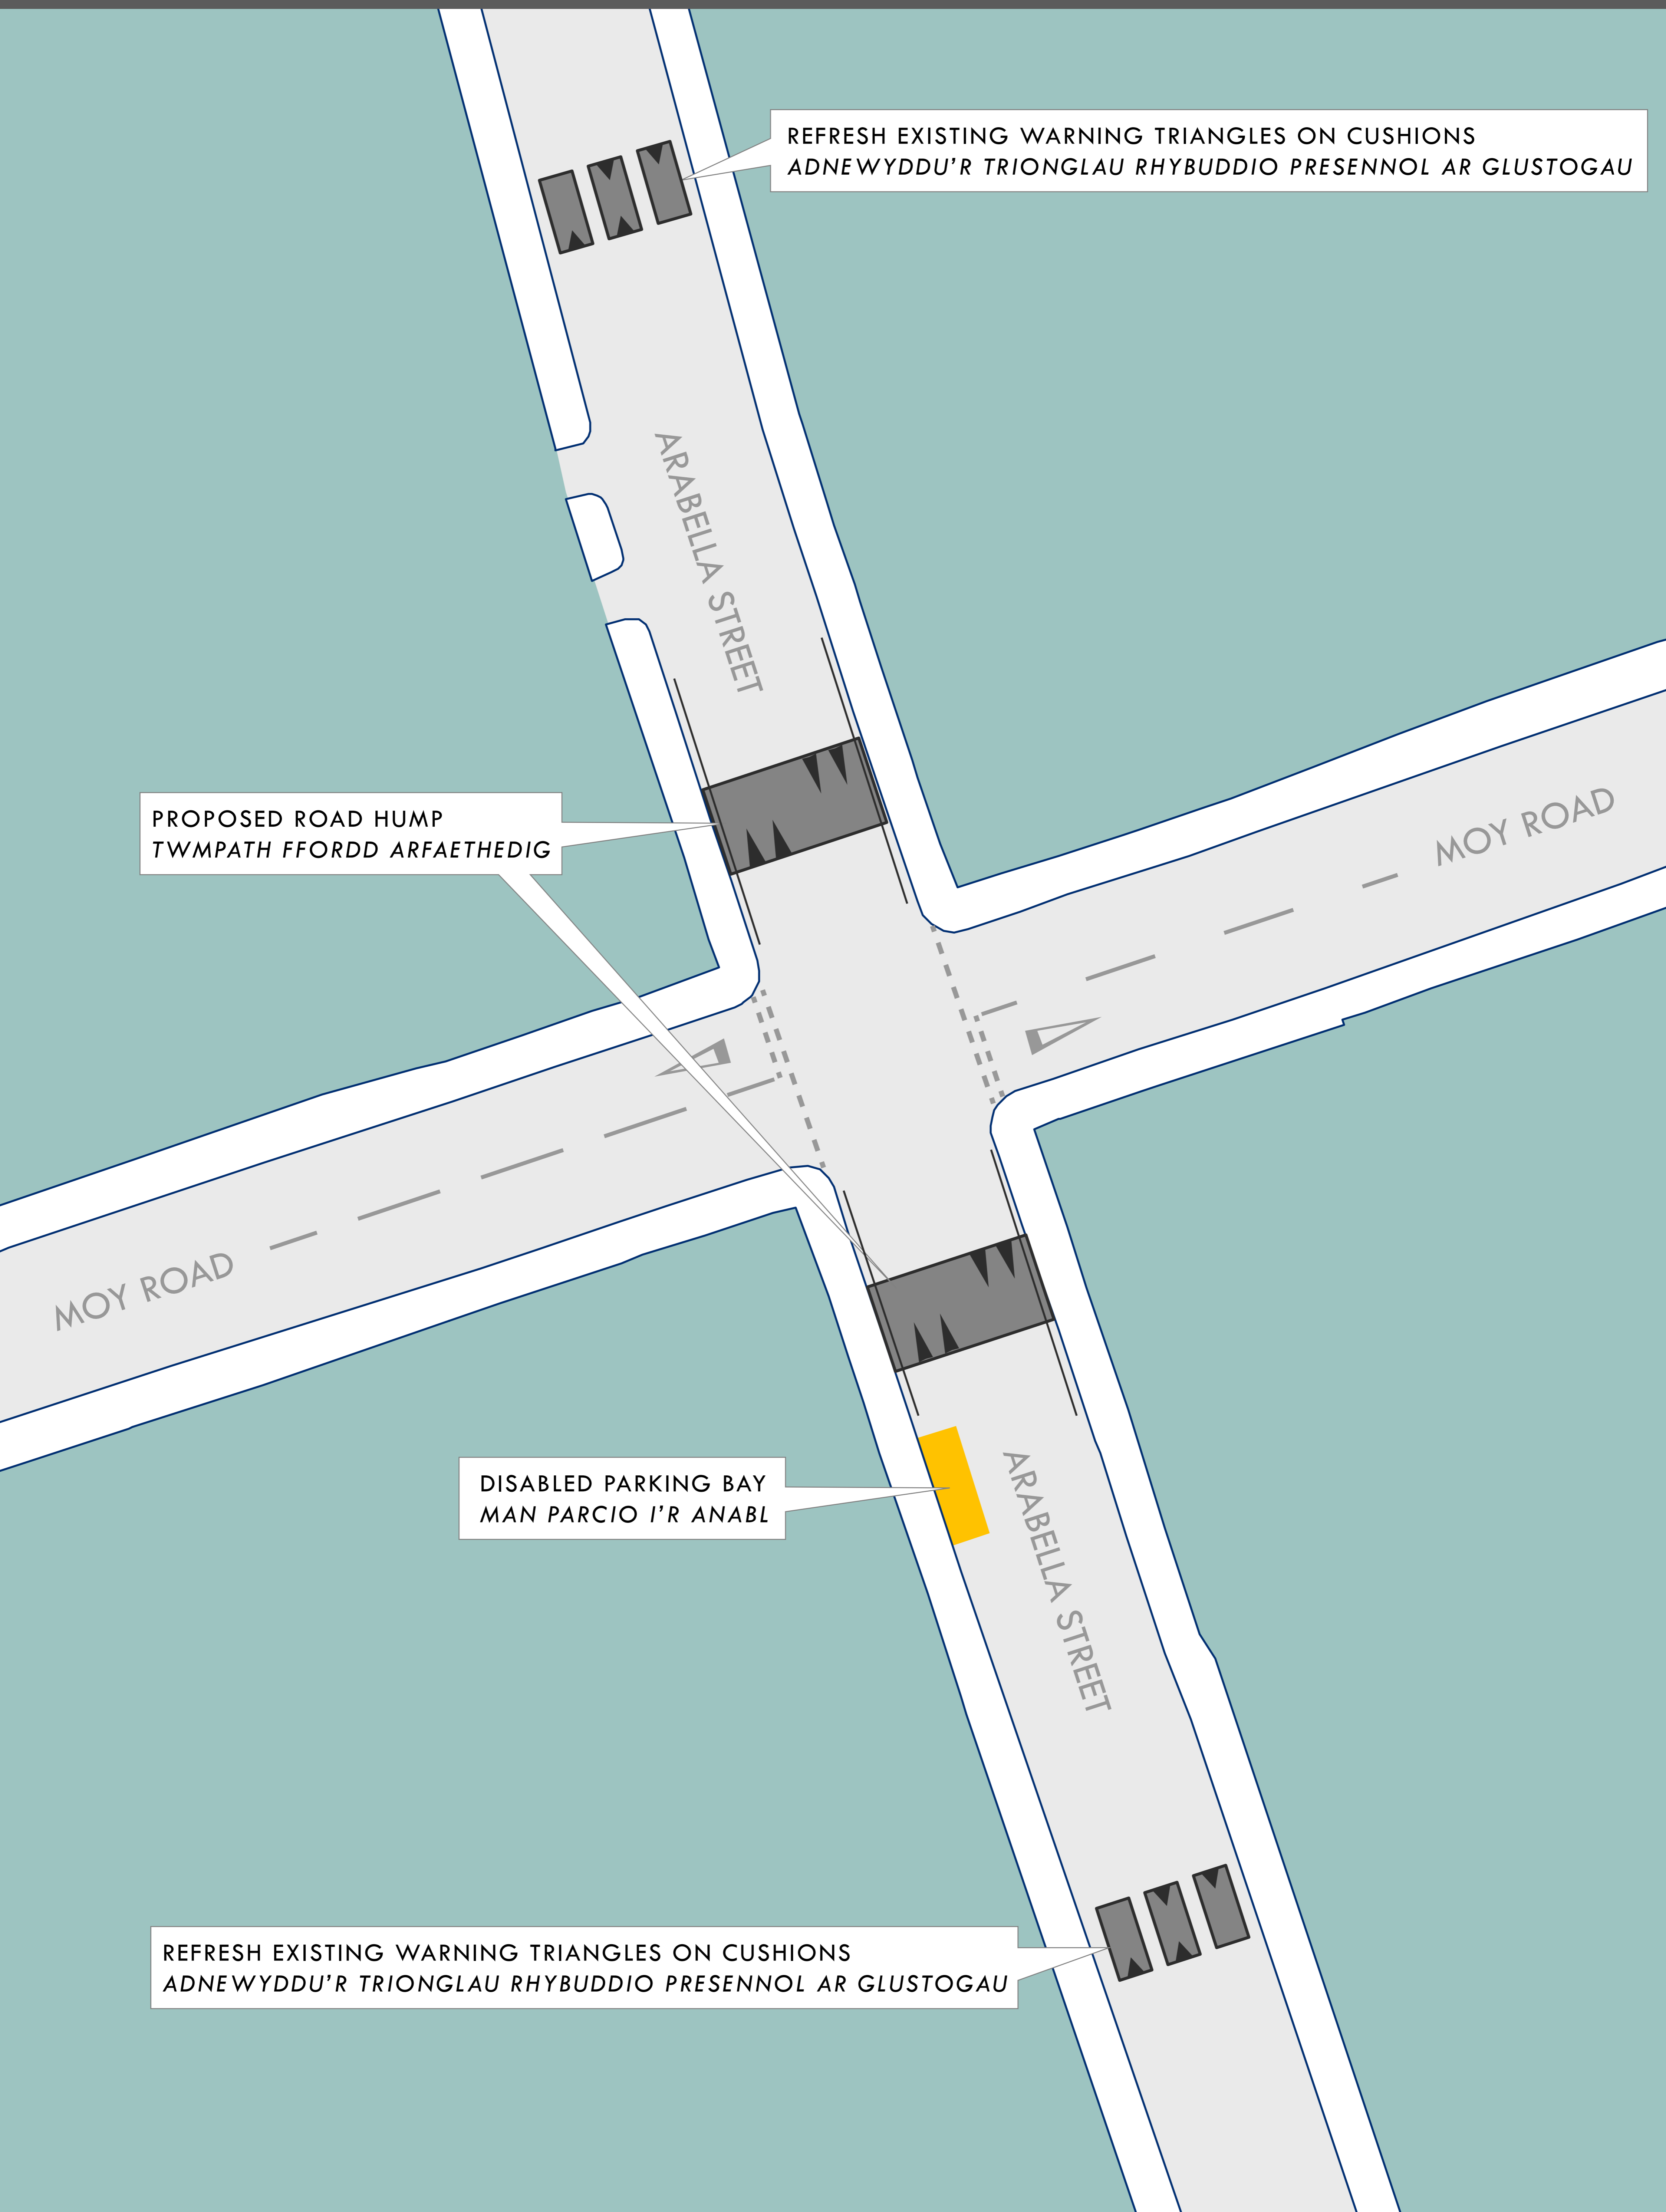 REFRESH EXISTING WARNING TRIANGLES ON CUSHIONS
ADNEWYDDU'R TRIONGLAU RHYBUDDIO PRESENNOL AR GLUSTOGAU
ARABELLA STREET
PROPOSED ROAD HUMP
TWMPATH FFORDD ARFAETHEDIG
MOY ROAD
MOY ROAD
DISABLED PARKING BAY
MAN PARCIO I'R ANABL
ARABELLA STREET
REFRESH EXISTING WARNING TRIANGLES ON CUSHIONS
ADNEWYDDU'R TRIONGLAU RHYBUDDIO PRESENNOL AR GLUSTOGAU